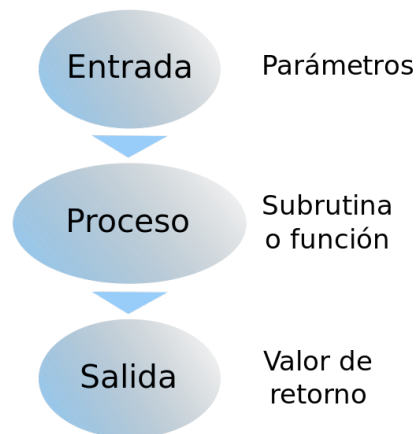 Entrada
Parámetros
Proceso
Subrutina
o función
Salida
Valor de
retorno